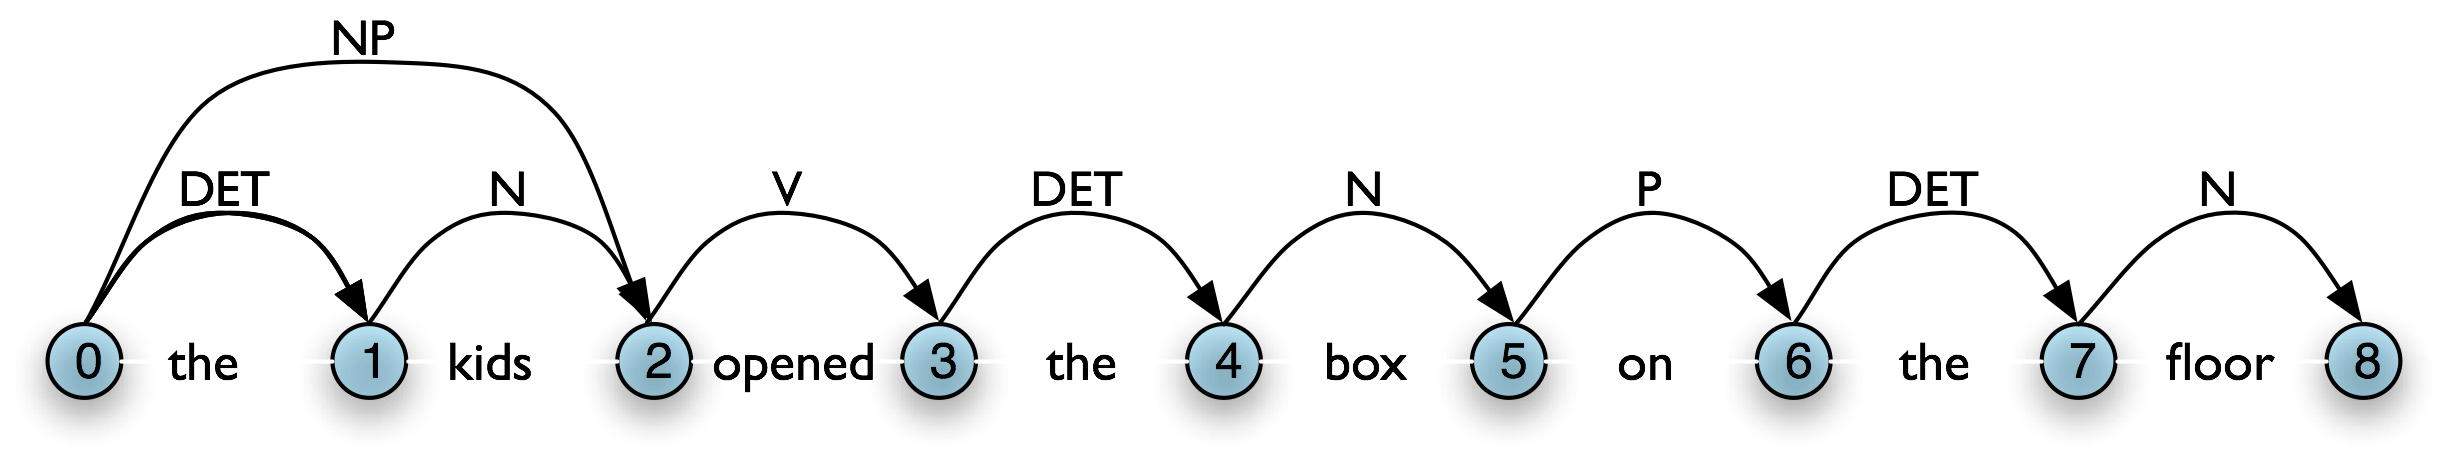 NP
DET N V DET N P DET N
0 the 1 kids 2 opened 3 the 4 box 5 on 6 the 7 floor 8